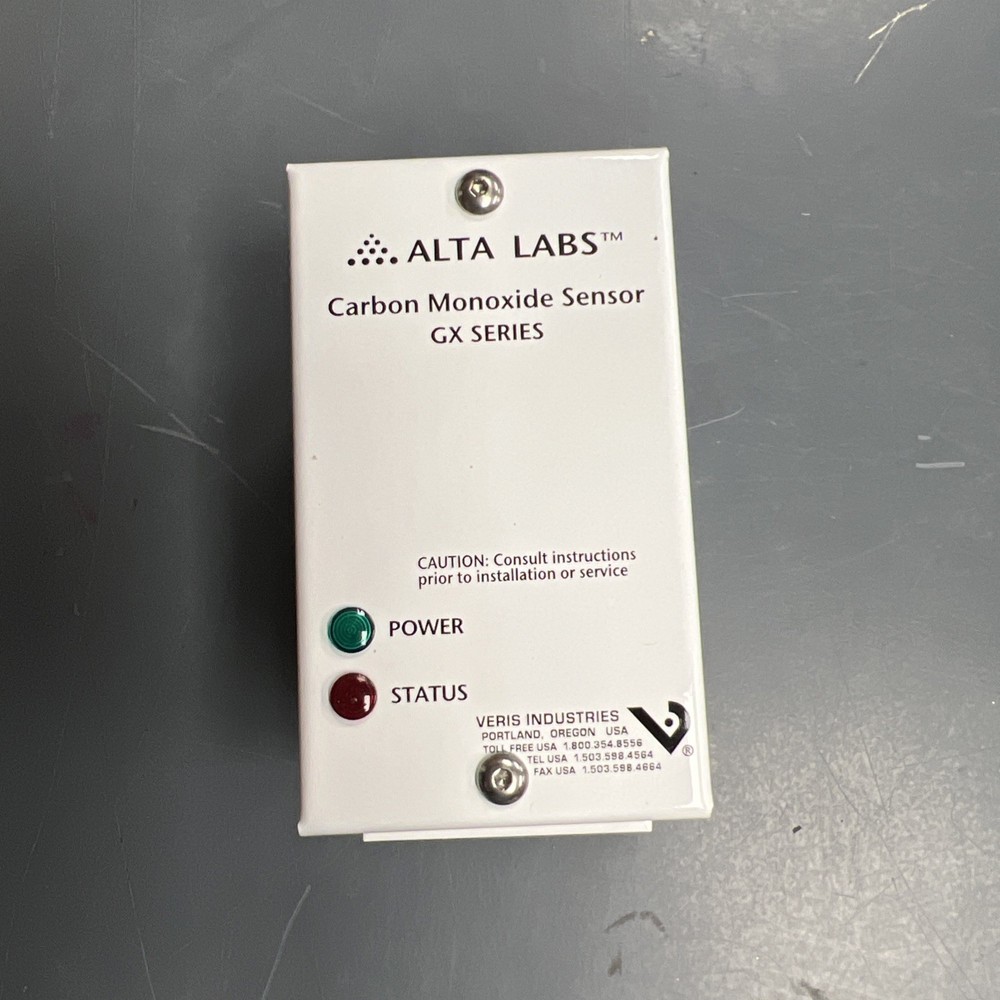 ALTA LABS™
Carbon Monoxide Sensor
GX SERIES
CAUTION: Consult instructions
prior to installation or service
POWER
STATUS
VERIS INDUSTRIES
PORTLAND, OREGON USA
TOLL FREE USA 1.800.354.8556
TEL USA 1.503.598.4564
FAX USA 1.503.598.4664
®